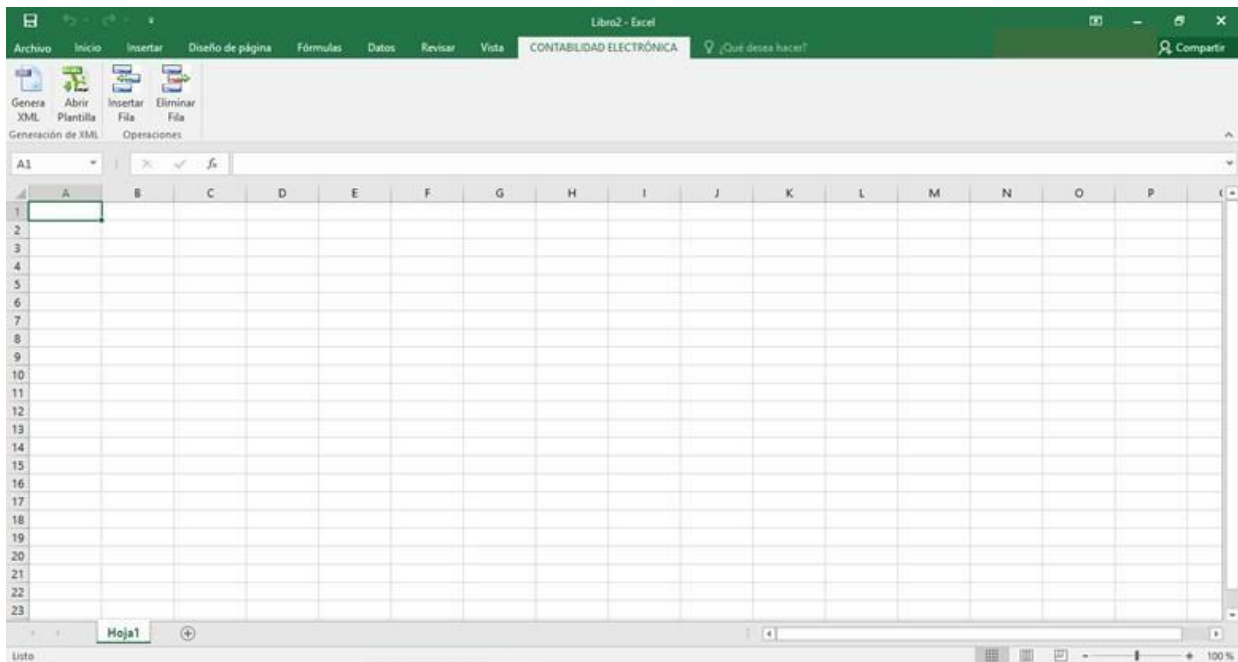 Libro2 - Excel
Archivo Inicio Insertar Diseño de página Fórmulas Datos Revisar Vista CONTABILIDAD ELECTRÓNICA ¿Qué desea hacer? Compartir
Genera XML Abrir Plantilla Insertar Fila Eliminar Fila
Generación de XML Operaciones
A1 fx
A B C D E F G H I J K L M N O P
1
2
3
4
5
6
7
8
9
10
11
12
13
14
15
16
17
18
19
20
21
22
23
Hoja1
Listo 100 %